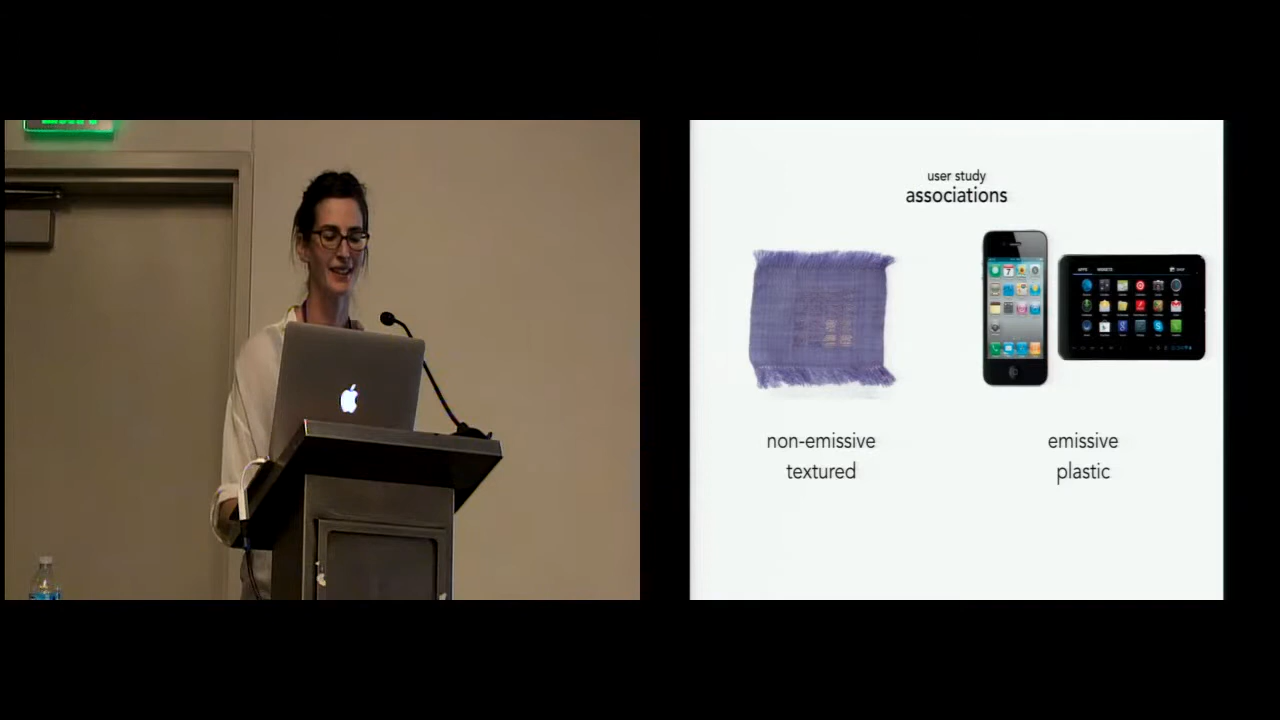 user study
associations
non-emissive
textured
emissive
plastic